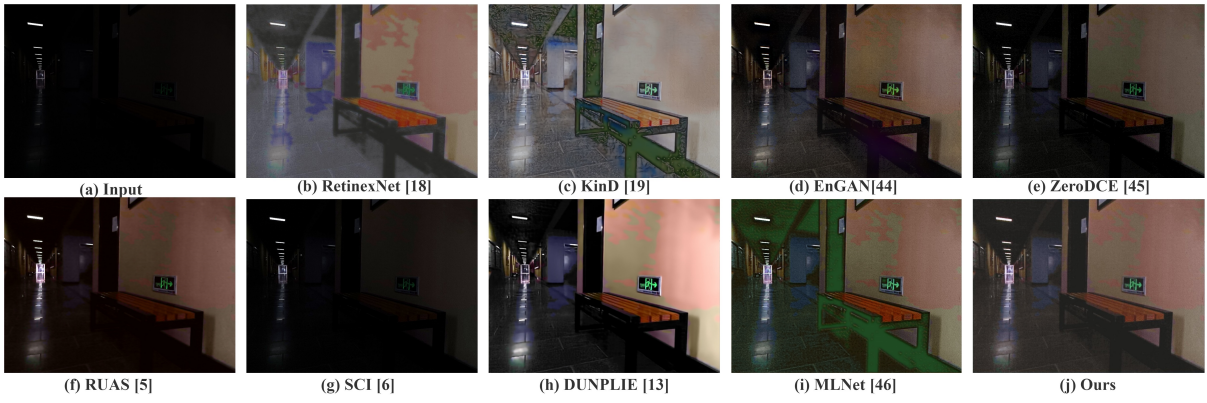 (a) Input
(b) RetinexNet [18]
(c) KinD [19]
(d) EnGAN[44]
(e) ZeroDCE [45]
(f) RUAS [5]
(g) SCI [6]
(h) DUNPLIE [13]
(i) MLNet [46]
(j) Ours